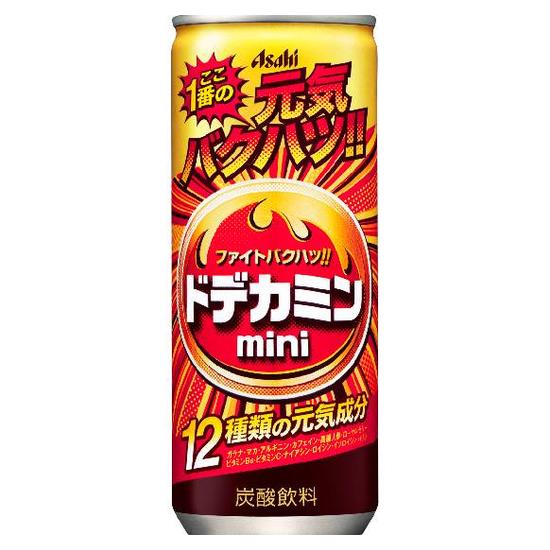 Asahi
ここ
1番の
元気
バクハツ!!
ファイトバクハツ!!
ドデカミン
mini
12種類の元気成分
ガラナ・マカ・アルギニン・カフェイン・高麗人参・ローヤルゼリー
ビタミンB6・ビタミンC・ナイアシン・ロイシン・イソロイシン・バリン
炭酸飲料